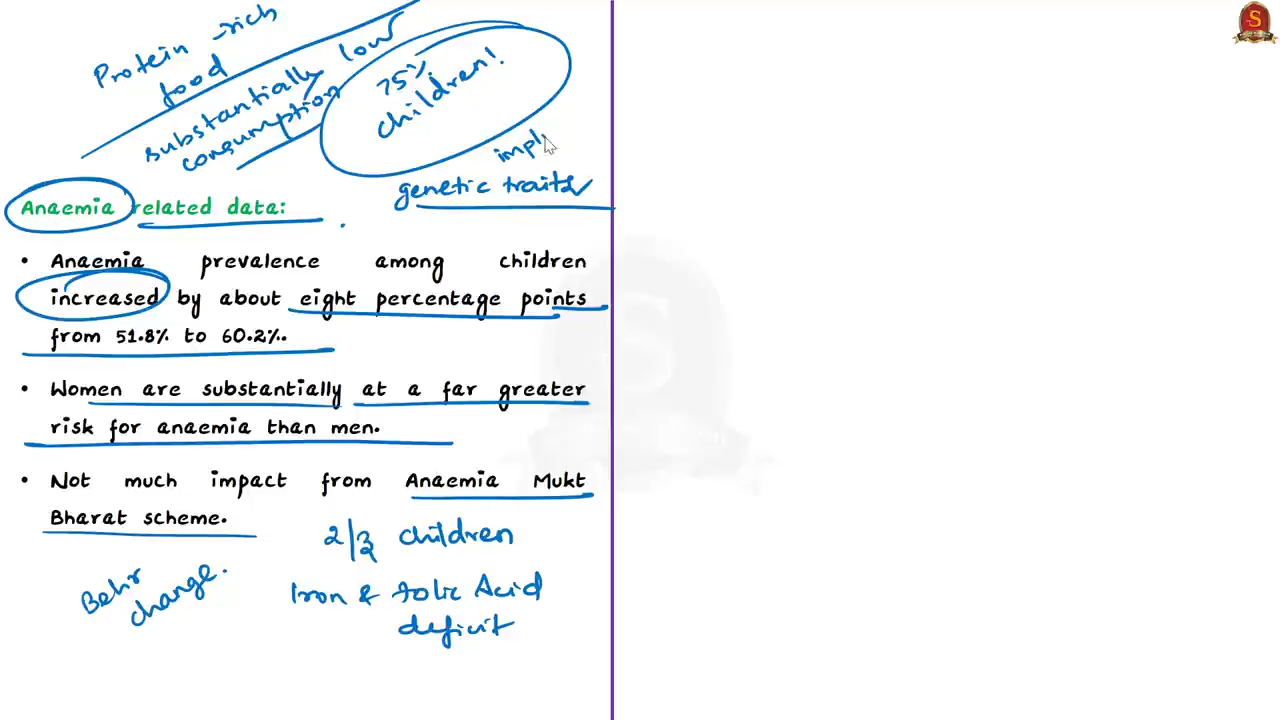 Protein-rich
food
substantially low
consumption
75%
children!
impl
genetic traits
Anaemia related data:
• Anaemia prevalence among children
increased by about eight percentage points
from 51.8% to 60.2%.
• Women are substantially at a far greater
risk for anaemia than men.
• Not much impact from Anaemia Mukt
Bharat scheme.
2/3 children
Iron & folic Acid
deficit
Behr
change.
S